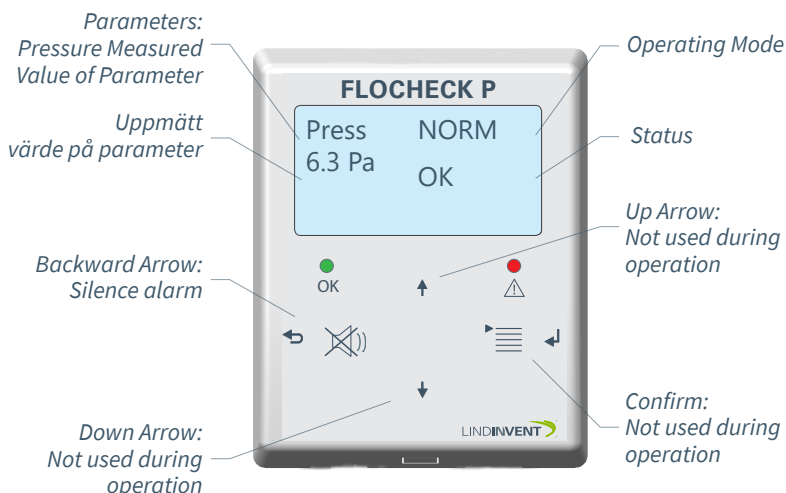 Parameters:
Pressure Measured
Value of Parameter
Operating Mode
FLOCHECK P
Uppmätt
värde på parameter
Press NORM
6.3 Pa
OK
Status
Up Arrow:
Not used during
operation
Backward Arrow:
Silence alarm
OK
LINDINVENT
Confirm:
Not used during
operation
Down Arrow:
Not used during
operation